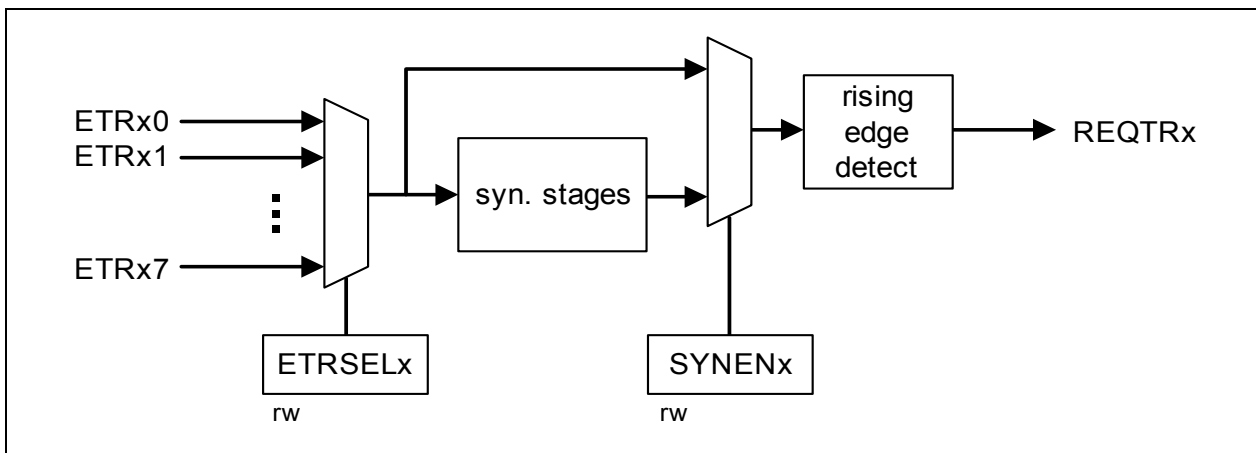 ETRx0
ETRx1
ETRx7
syn. stages
rising
edge
detect
REQTRx
ETRSELx
rw
SYNENx
rw